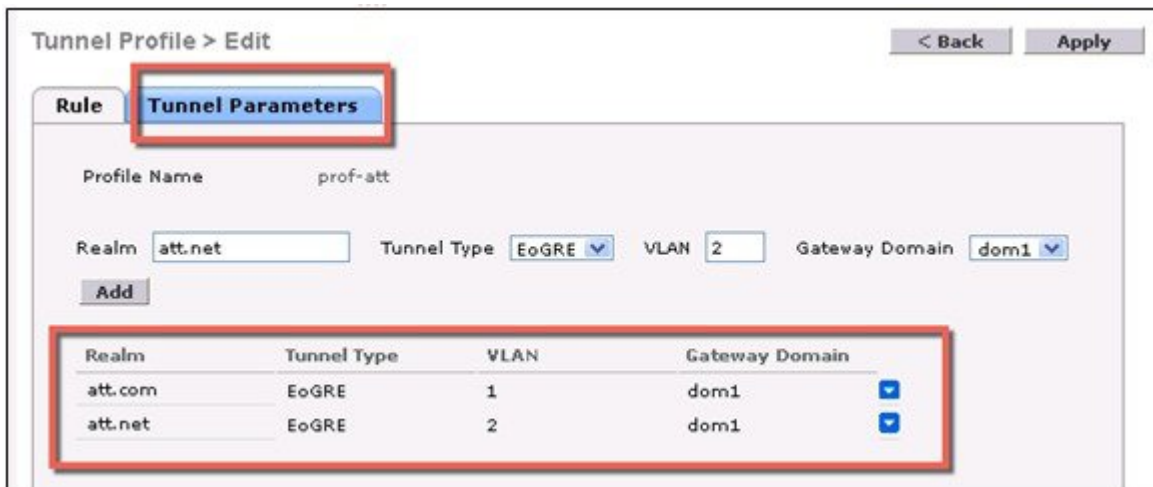 Tunnel Profile > Edit
< Back Apply
Rule Tunnel Parameters
Profile Name prof-att
Realm att.net Tunnel Type EoGRE VLAN 2 Gateway Domain dom1
Add
Realm Tunnel Type VLAN Gateway Domain
att.com EoGRE 1 dom1
att.net EoGRE 2 dom1